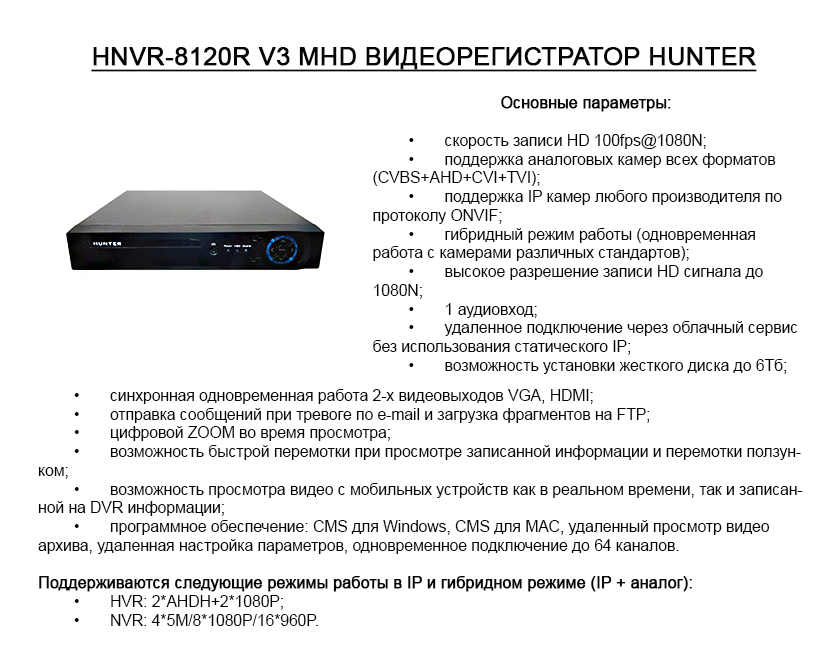 HNVR-8120R V3 MHD ВИДЕОРЕГИСТРАТОР HUNTER
Основные параметры:
• скорость записи HD 100fps@1080N;
• поддержка аналоговых камер всех форматов
(CVBS+AHD+CVI+TVI);
• поддержка IP камер любого производителя по
протоколу ONVIF;
• гибридный режим работы (одновременная
работа с камерами различных стандартов);
• высокое разрешение записи HD сигнала до
1080N;
• 1 аудиовход;
• удаленное подключение через облачный сервис
без использования статического IP;
• возможность установки жесткого диска до 6Тб;
HUNTER
• синхронная одновременная работа 2-х видеовыходов VGA, HDMI;
• отправка сообщений при тревоге по e-mail и загрузка фрагментов на FTP;
• цифровой ZOOM во время просмотра;
• возможность быстрой перемотки при просмотре записанной информации и перемотки ползун-
ком;
• возможность просмотра видео с мобильных устройств как в реальном времени, так и записан-
ной на DVR информации;
• программное обеспечение: CMS для Windows, CMS для MAC, удаленный просмотр видео
архива, удаленная настройка параметров, одновременное подключение до 64 каналов.
Поддерживаются следующие режимы работы в IP и гибридном режиме (IP + аналог):
• HVR: 2*AHDH+2*1080P;
• NVR: 4*5M/8*1080P/16*960P.